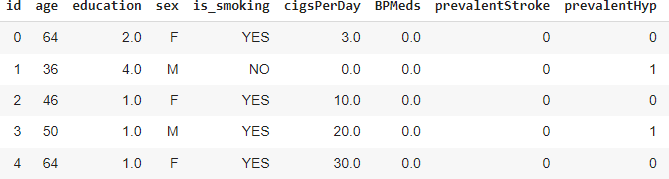 id age education sex is_smoking cigsPerDay BPMeds prevalentStroke prevalentHyp
0 64 2.0 F YES 3.0 0.0 0 0
1 36 4.0 M NO 0.0 0.0 0 1
2 46 1.0 F YES 10.0 0.0 0 0
3 50 1.0 M YES 20.0 0.0 0 1
4 64 1.0 F YES 30.0 0.0 0 0